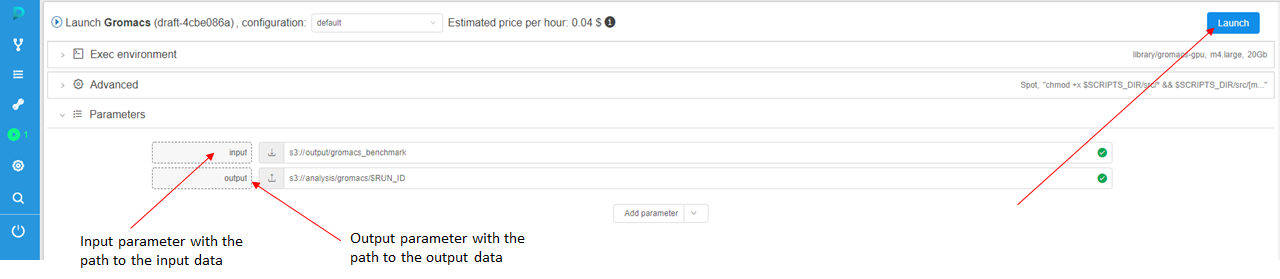 Launch Gromacs (draft-4cbe086a), configuration: default Estimated price per hour: 0.04 $ Launch
Exec environment library/gromacs-gpu, m4.large, 20Gb
Advanced Spot, "chmod +x $SCRIPTS_DIR/src/* && $SCRIPTS_DIR/src/[m..."
Parameters
input s3://output/gromacs_benchmark
1
output s3://analysis/gromacs/$RUN_ID
Add parameter
Input parameter with the
path to the input data
Output parameter with the
path to the output data